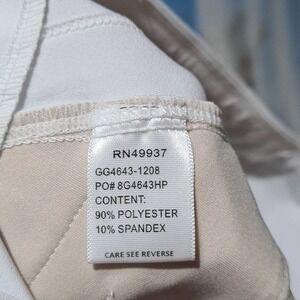 RN49937
GG4643-1208
PO# 8G4643HP
CONTENT:
90% POLYESTER
10% SPANDEX
CARE SEE REVERSE